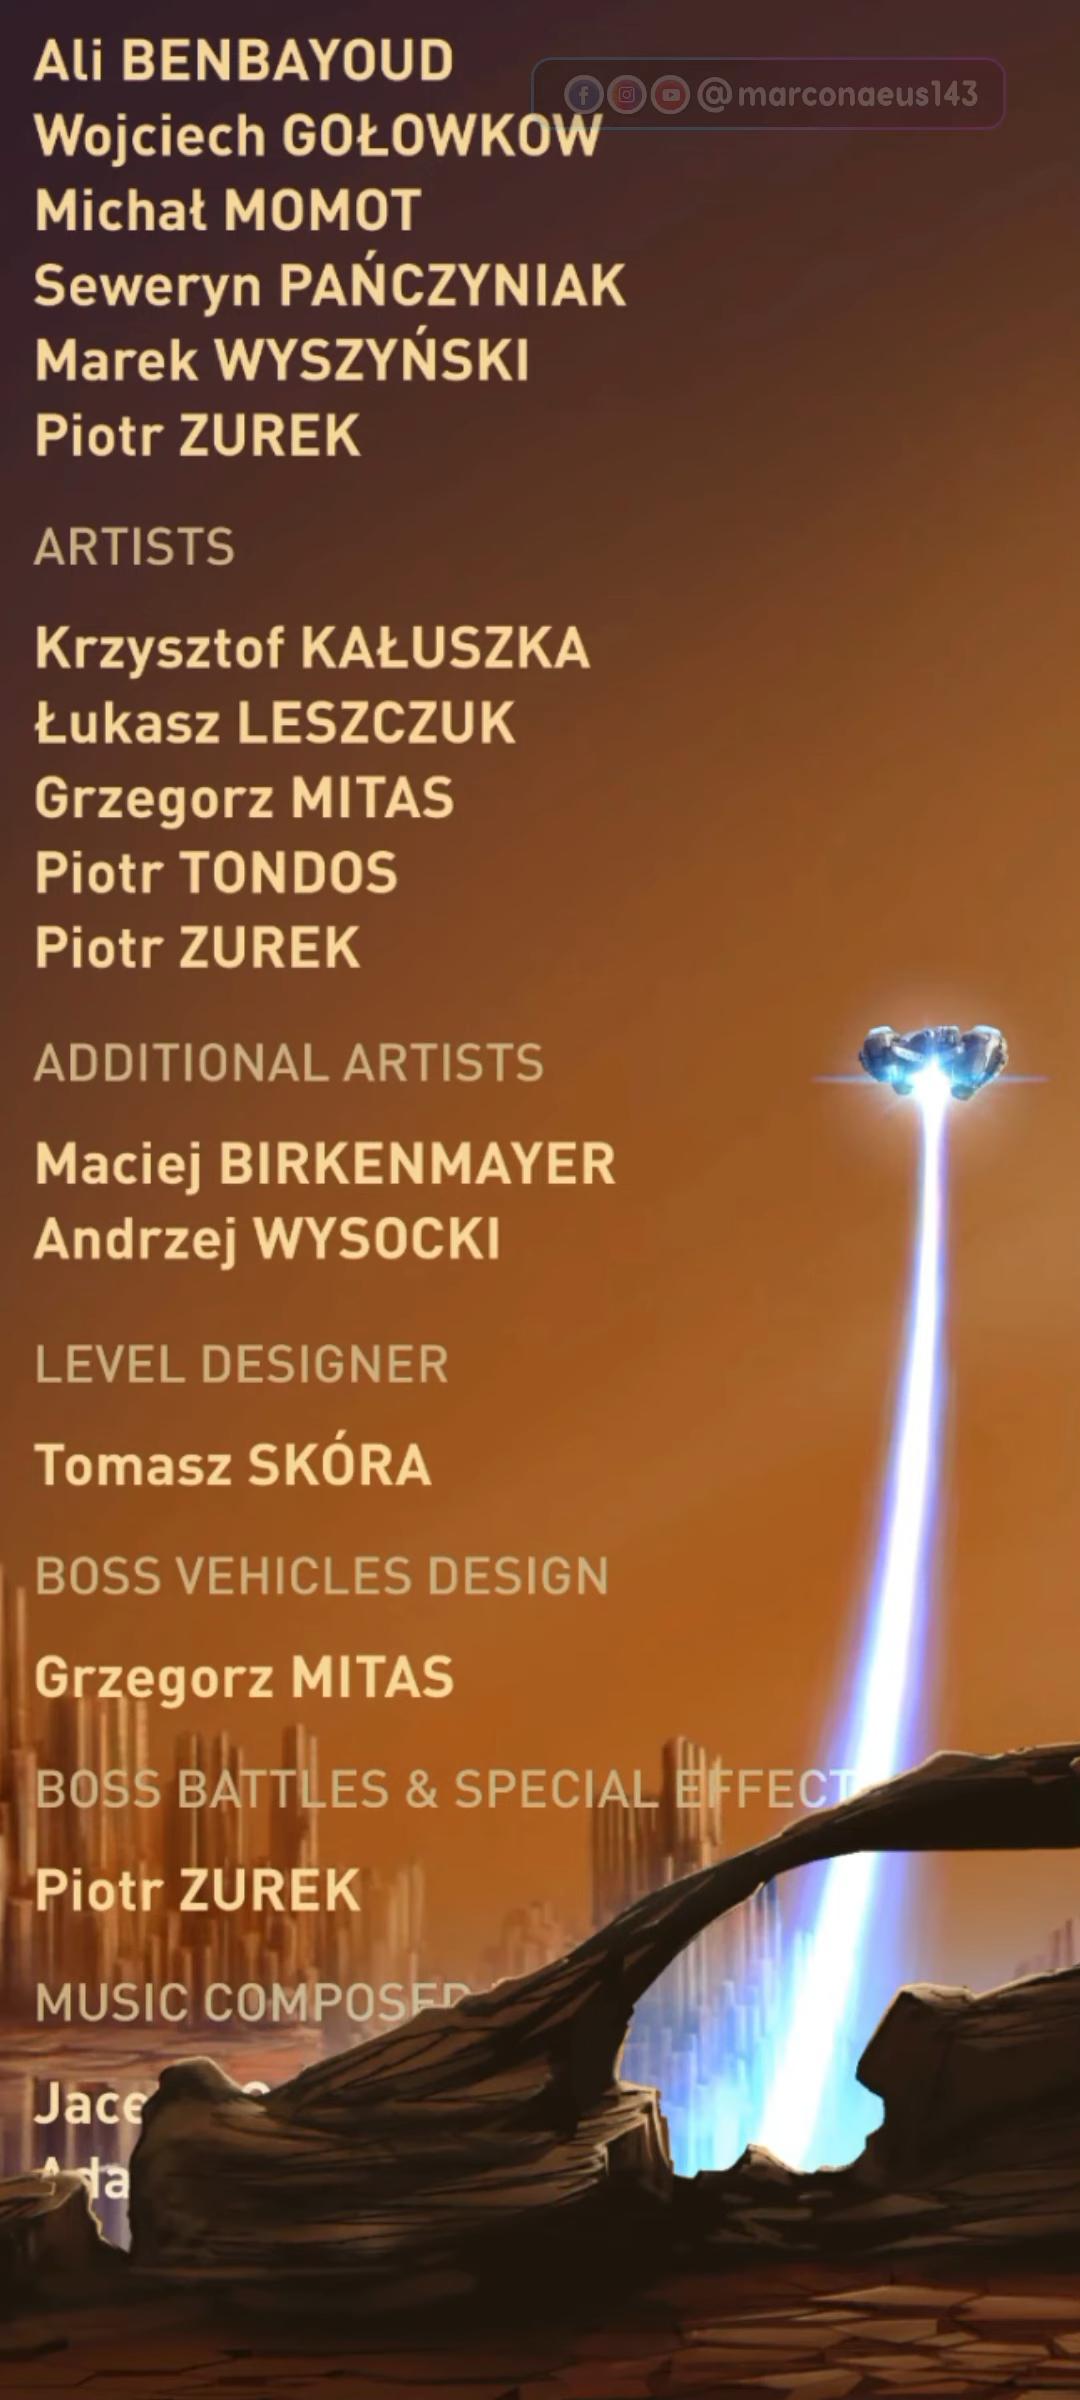 Ali BENBAYOUD
@marconaeus143
Wojciech GOŁOWKOW
Michał MOMOT
Seweryn PAŃCZYNIAK
Marek WYSZYŃSKI
Piotr ZUREK
ARTISTS
Krzysztof KAŁUSZKA
Łukasz LESZCZUK
Grzegorz MITAS
Piotr TONDOS
Piotr ZUREK
ADDITIONAL ARTISTS
Maciej BIRKENMAYER
Andrzej WYSOCKI
LEVEL DESIGNER
Tomasz SKÓRA
BOSS VEHICLES DESIGN
Grzegorz MITAS
BOSS BATTLES & SPECIAL EFFECT
Piotr ZUREK
MUSIC COMPOSED